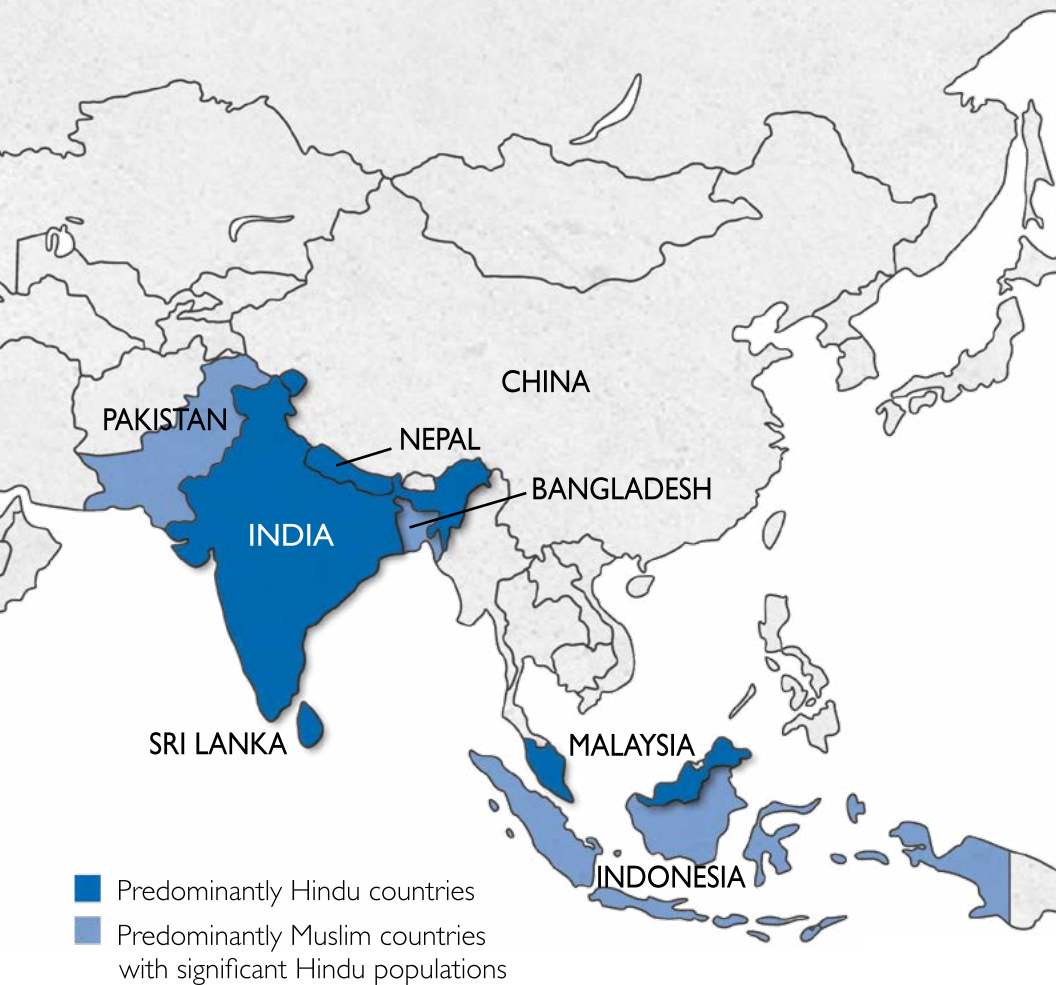 CHINA
PAKISTAN
NEPAL
BANGLADESH
INDIA
SRI LANKA
MALAYSIA
INDONESIA
Predominantly Hindu countries
Predominantly Muslim countries
with significant Hindu populations